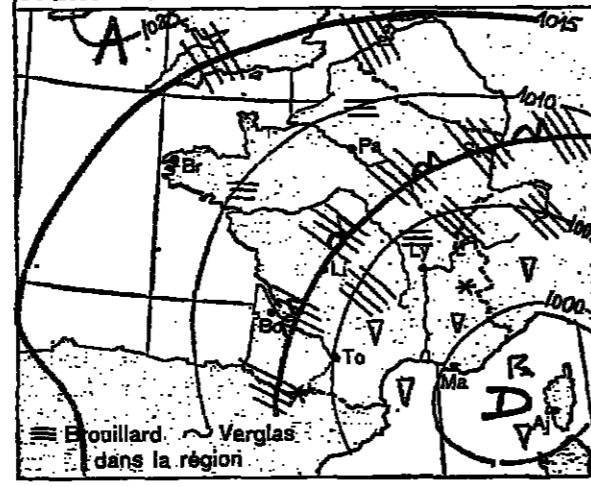 1020
A
1015
1010
Br
Pa
Li
Ly
1000
Bo
To
Ma
D
Aj
Brouillard Verglas
dans la région